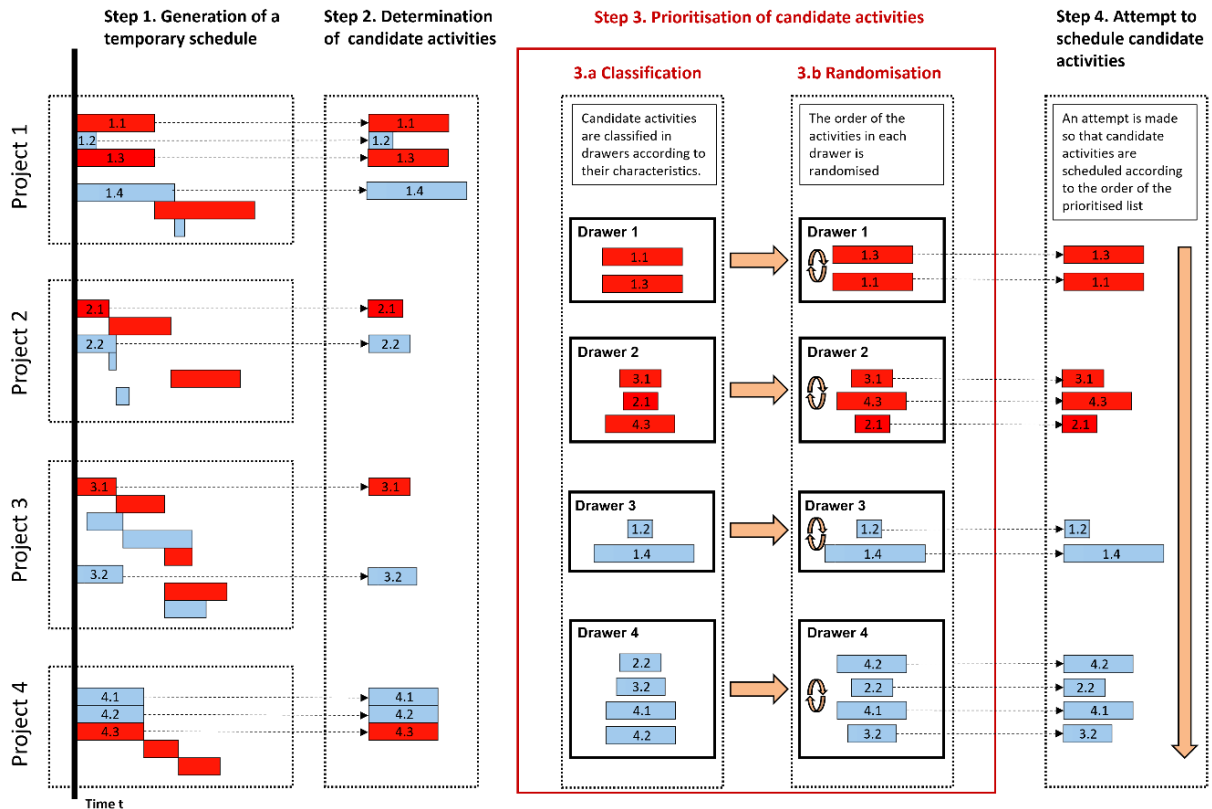 Step 1. Generation of a
temporary schedule
Step 2. Determination
of candidate activities
Step 3. Prioritisation of candidate activities
3.a Classification
3.b Randomisation
Step 4. Attempt to
schedule candidate
activities
Project 1
1.1
1.2
1.3
1.4
1.1
1.2
1.3
1.4
Project 2
2.1
2.2
2.1
2.2
Project 3
3.1
3.2
3.1
3.2
Project 4
4.1
4.2
4.3
4.1
4.2
4.3
Time t
Candidate activities
are classified in
drawers according to
their characteristics.
Drawer 1
1.1
1.3
Drawer 2
3.1
2.1
4.3
Drawer 3
1.2
1.4
Drawer 4
2.2
3.2
4.1
4.2
The order of the
activities in each
drawer is
randomised
Drawer 1
1.3
1.1
Drawer 2
3.1
4.3
2.1
Drawer 3
1.2
1.4
Drawer 4
4.2
2.2
4.1
3.2
An attempt is made
so that candidate
activities are
scheduled according
to the order of the
prioritised list
1.3
1.1
3.1
4.3
2.1
1.2
1.4
4.2
2.2
4.1
3.2